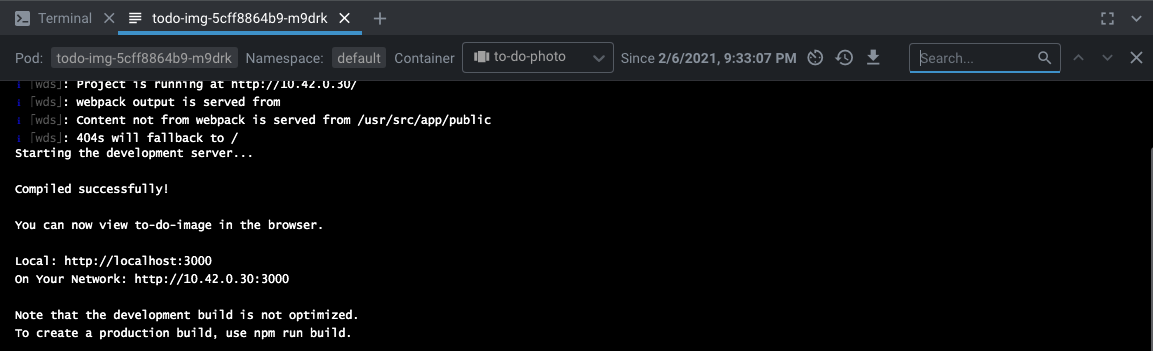 Terminal
todo-img-5cff8864b9-m9drk
Pod: todo-img-5cff8864b9-m9drk Namespace: default Container to-do-photo Since 2/6/2021, 9:33:07 PM Search...
i ｢wds｣: Project is running at http://10.42.0.30/
i ｢wds｣: webpack output is served from
i ｢wds｣: Content not from webpack is served from /usr/src/app/public
i ｢wds｣: 404s will fallback to /
Starting the development server...
Compiled successfully!
You can now view to-do-image in the browser.
Local: http://localhost:3000
On Your Network: http://10.42.0.30:3000
Note that the development build is not optimized.
To create a production build, use npm run build.